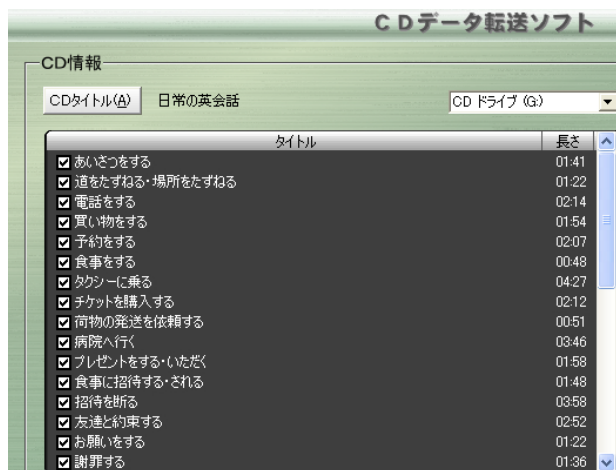 CDデータ転送ソフト
CD情報
CDタイトル(A) 日常の英会話 CD ドライブ (G:)
タイトル 長さ
あいさつをする 01:41
道をたずねる・場所をたずねる 01:22
電話をする 02:14
買い物をする 01:54
予約をする 02:07
食事をする 00:48
タクシーに乗る 04:27
チケットを購入する 02:12
荷物の発送を依頼する 00:51
病院へ行く 03:46
プレゼントをする・いただく 01:58
食事に招待する・される 01:48
招待を断る 03:58
友達と約束する 02:52
お願いをする 01:22
謝罪する 01:36